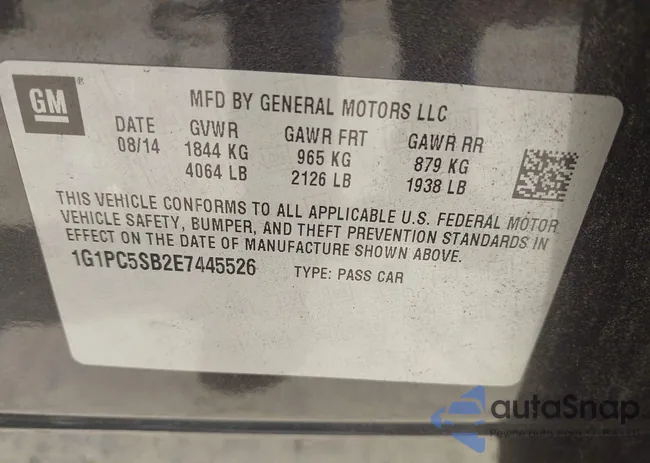 GM
MFD BY GENERAL MOTORS LLC
DATE GVWR GAWR FRT GAWR RR
08/14 1844 KG 965 KG 879 KG
4064 LB 2126 LB 1938 LB
THIS VEHICLE CONFORMS TO ALL APPLICABLE U.S. FEDERAL MOTOR
VEHICLE SAFETY, BUMPER, AND THEFT PREVENTION STANDARDS IN
EFFECT ON THE DATE OF MANUFACTURE SHOWN ABOVE.
1G1PC5SB2E7445526 TYPE: PASS CAR
autaSnap